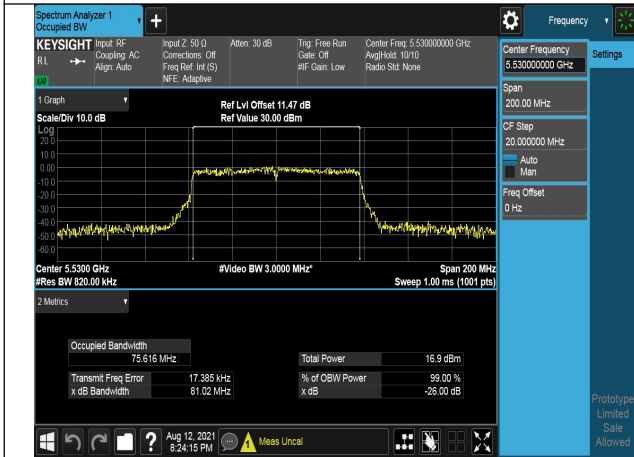 Spectrum Analyzer 1
Occupied BW
+
Frequency
KEYSIGHT
RL
LXI
Input: RF
Coupling: AC
Align: Auto
Input Z: 50 Ω
Corrections: Off
Freq Ref: Int (S)
NFE: Adaptive
Atten: 30 dB
Trig: Free Run
Gate: Off
#IF Gain: Low
Center Freq: 5.530000000 GHz
Avg|Hold: 10/10
Radio Std: None
Center Frequency
5.530000000 GHz
Settings
Span
200.00 MHz
CF Step
20.000000 MHz
Auto
Man
Freq Offset
0 Hz
1 Graph
Scale/Div 10.0 dB
Ref Lvl Offset 11.47 dB
Ref Value 30.00 dBm
Log
20.0
10.0
0.00
-10.0
-20.0
-30.0
-40.0
-50.0
-60.0
Center 5.5300 GHz
#Res BW 820.00 kHz
#Video BW 3.0000 MHz*
Span 200 MHz
Sweep 1.00 ms (1001 pts)
2 Metrics
Occupied Bandwidth
75.616 MHz
Total Power 16.9 dBm
Transmit Freq Error 17.385 kHz
% of OBW Power 99.00 %
x dB Bandwidth 81.02 MHz
x dB -26.00 dB
Prototype
Limited
Sale
Allowed
?
Aug 12, 2021
8:24:15 PM
Meas Uncal